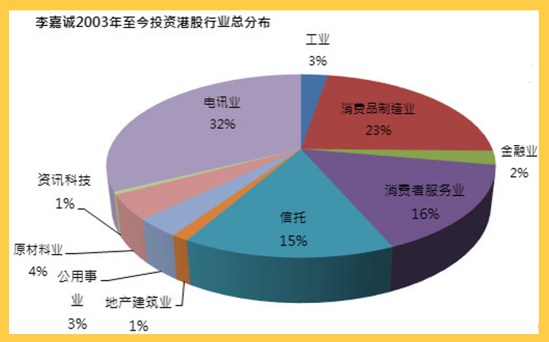 李嘉诚2003年至今投资港股行业总分布
工业
3%
消费品制造业
23%
金融业
2%
消费者服务业
16%
信托
15%
地产建筑业
1%
公用事
业
3%
原材料业
4%
资讯科技
1%
电讯业
32%